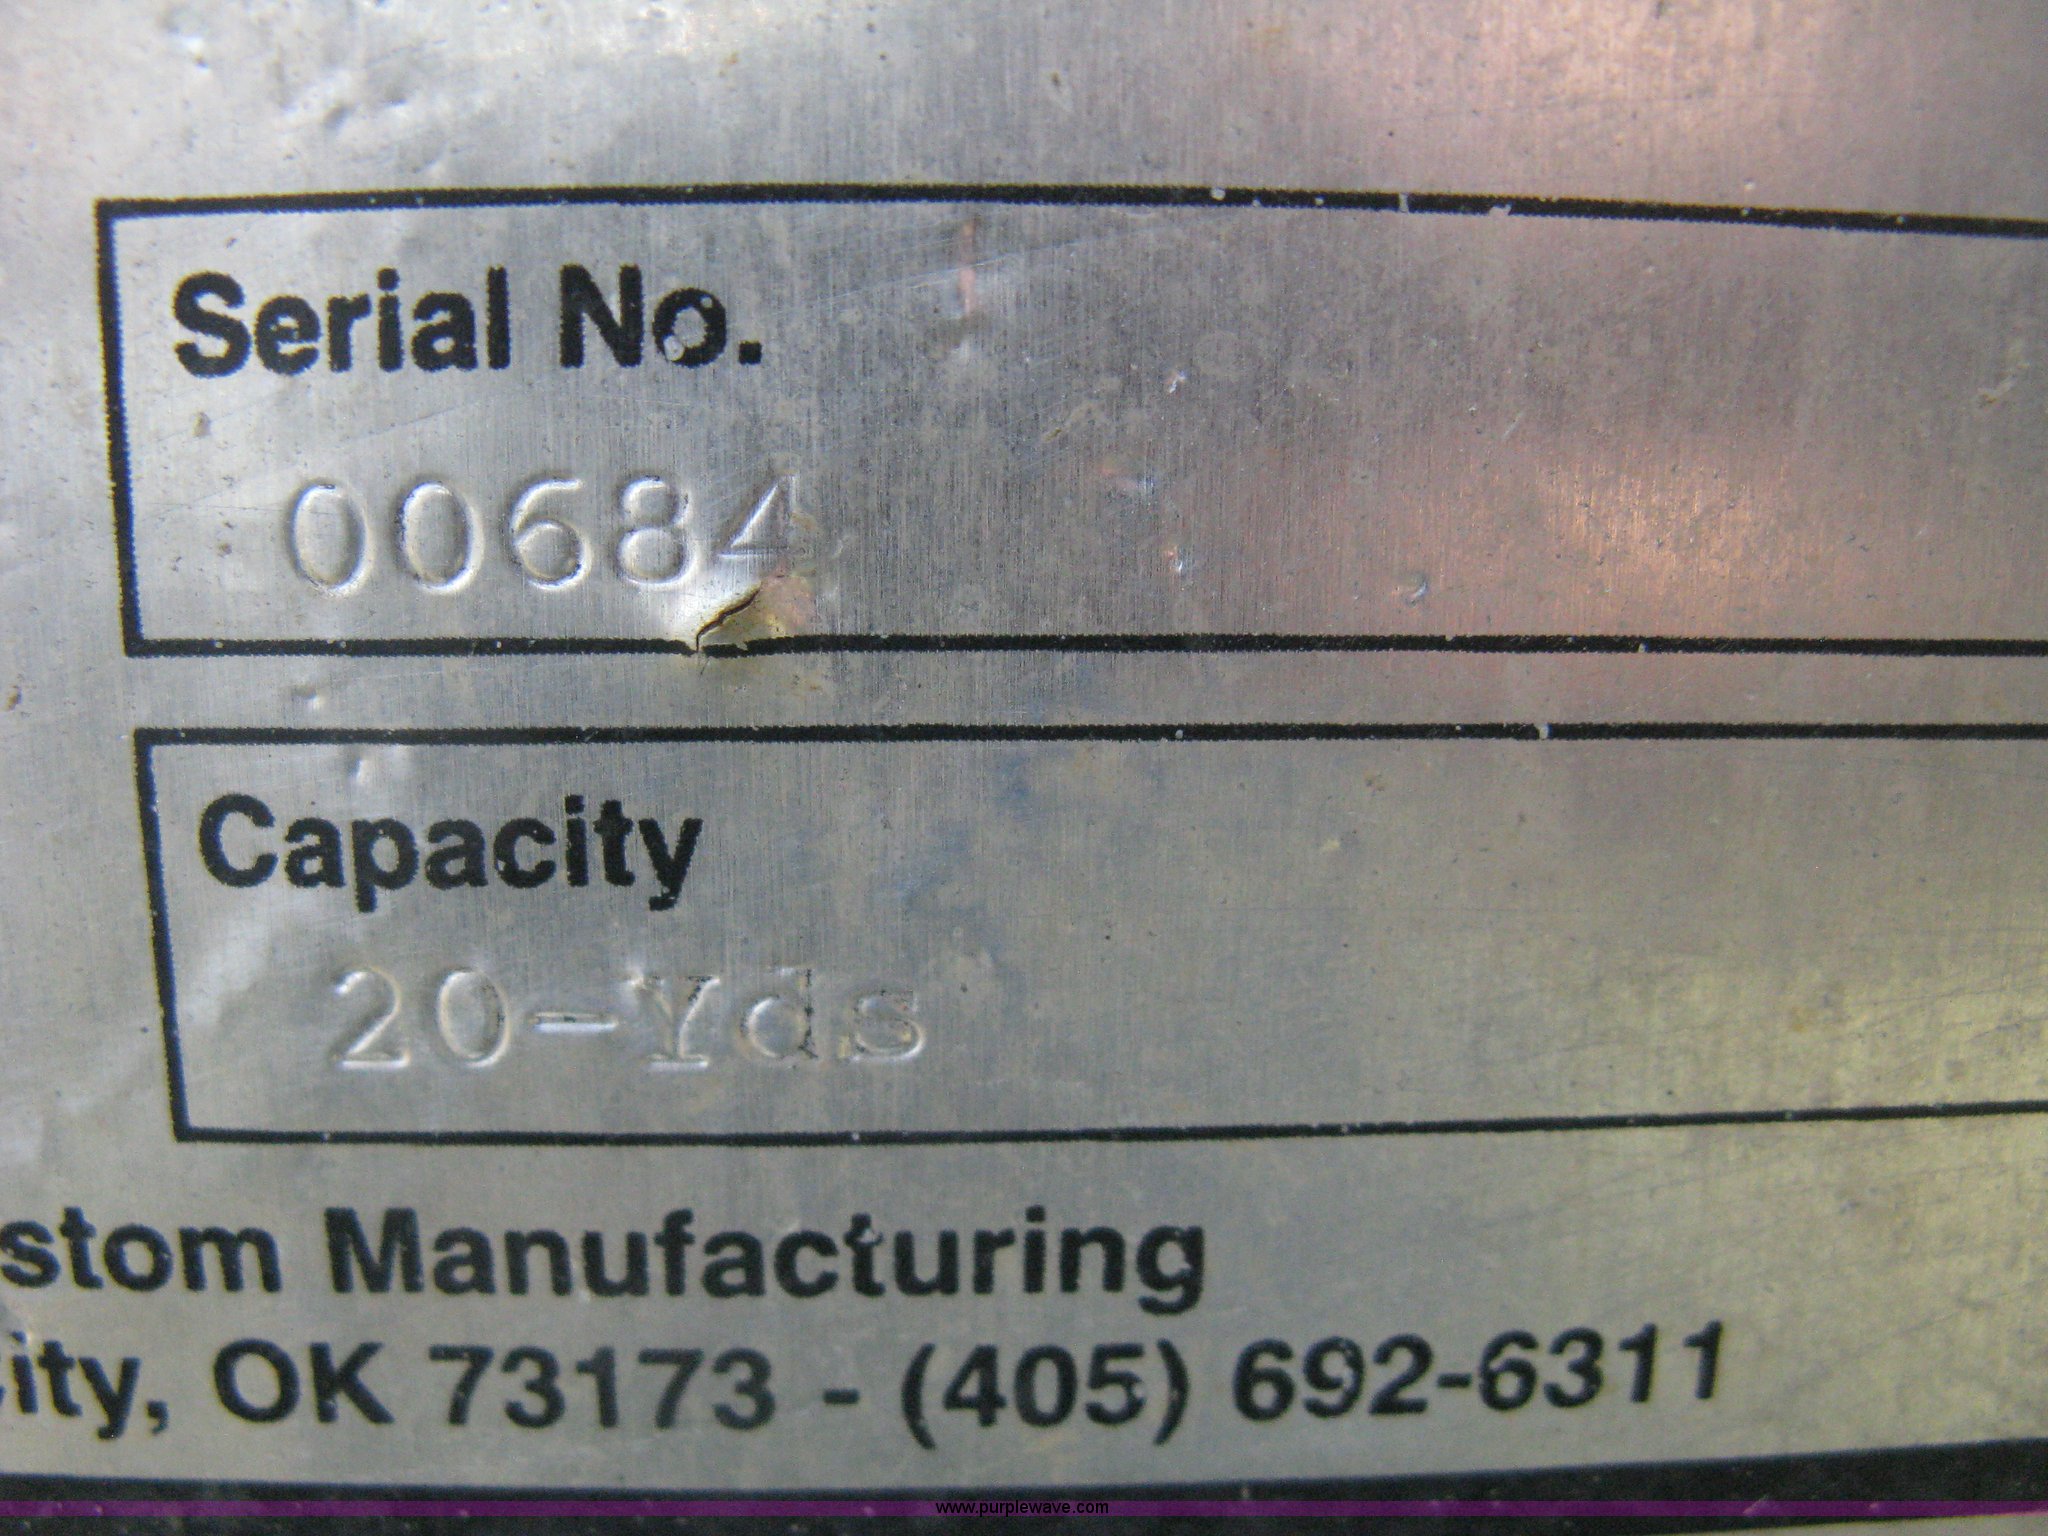 Serial No.
00684
Capacity
20-Yds
stom Manufacturing
ity, OK 73173 - (405) 692-6311
www.purplewave.com